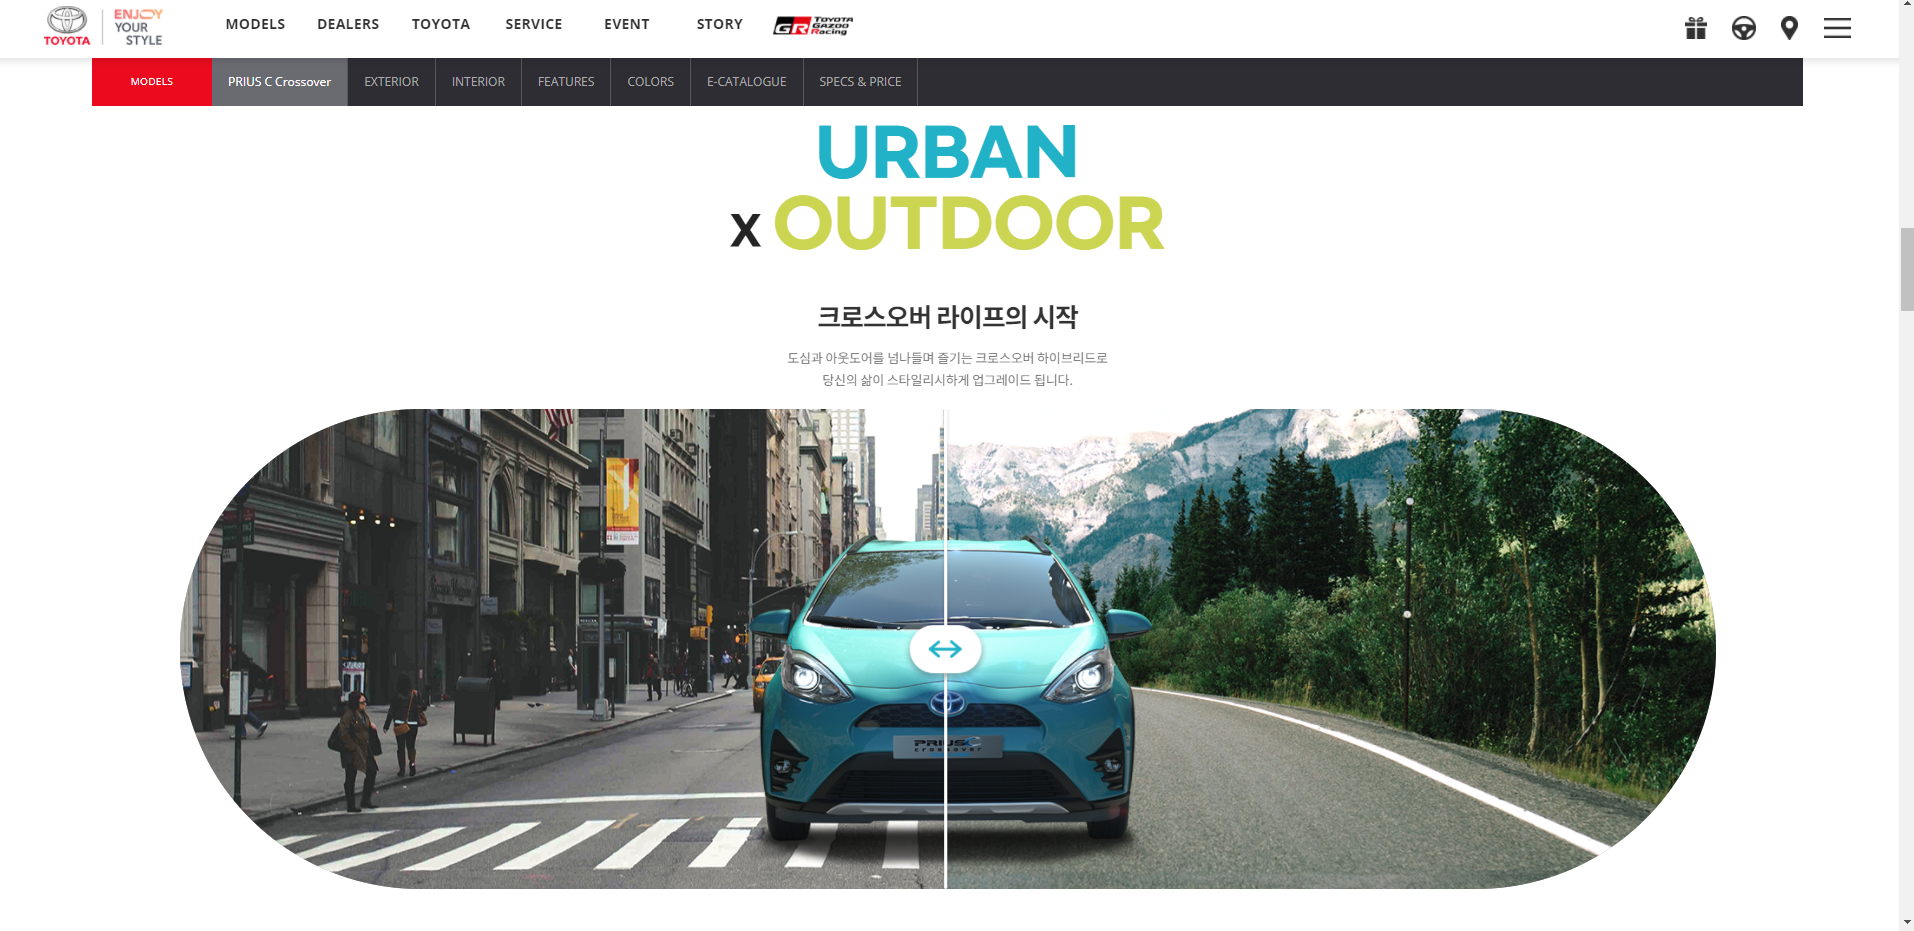 TOYOTA
ENJOY
YOUR
STYLE
MODELS DEALERS TOYOTA SERVICE EVENT STORY
GR TOYOTA
GAZOO
Racing
MODELS PRIUS C Crossover EXTERIOR INTERIOR FEATURES COLORS E-CATALOGUE SPECS & PRICE
URBAN
x OUTDOOR
크로스오버 라이프의 시작
도심과 아웃도어를 넘나들며 즐기는 크로스오버 하이브리드로
당신의 삶이 스타일리시하게 업그레이드 됩니다.
PRIUS C
crossover